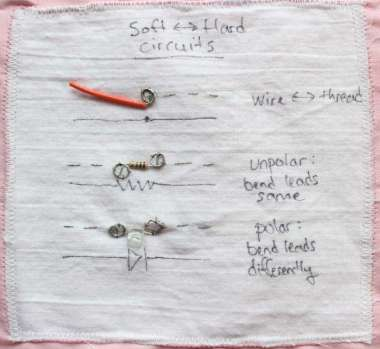 Soft ↔ Hard
circuits
Wire ↔ thread
unpolar:
bend leads
same
polar:
bend leads
differently